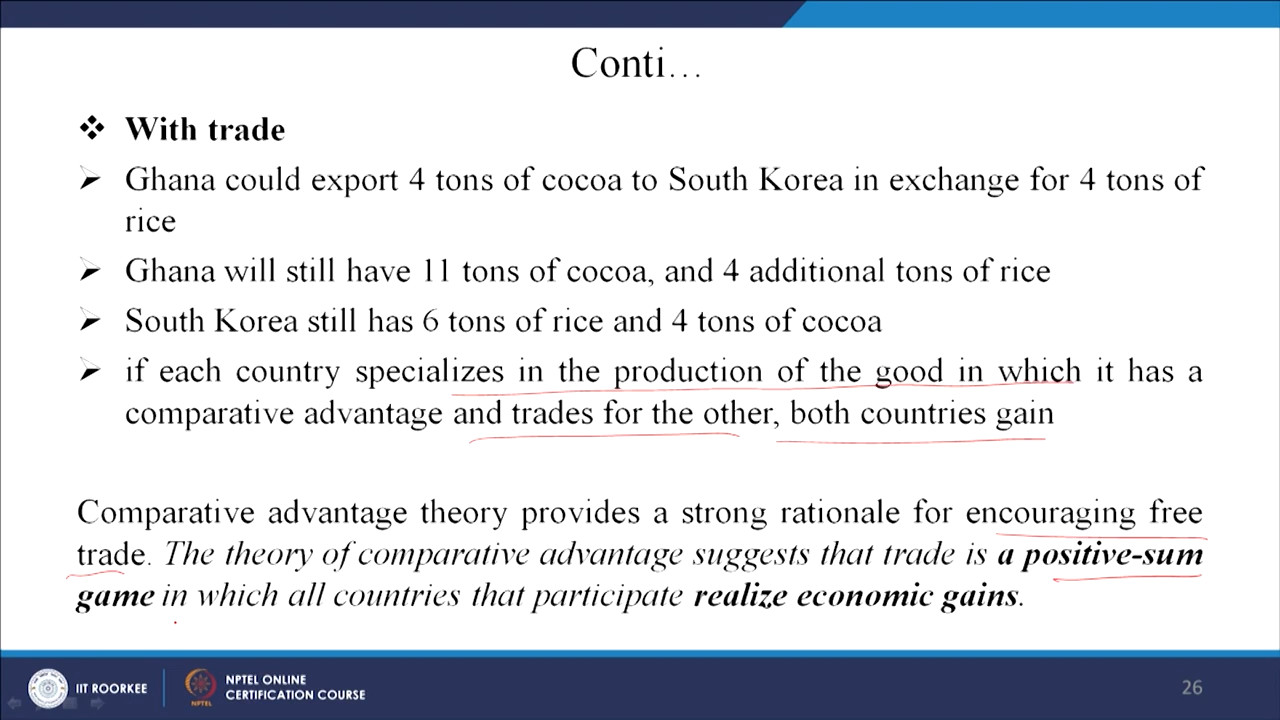 Conti…
❖ With trade
➢ Ghana could export 4 tons of cocoa to South Korea in exchange for 4 tons of
rice
➢ Ghana will still have 11 tons of cocoa, and 4 additional tons of rice
➢ South Korea still has 6 tons of rice and 4 tons of cocoa
➢ if each country specializes in the production of the good in which it has a
comparative advantage and trades for the other, both countries gain
Comparative advantage theory provides a strong rationale for encouraging free
trade. The theory of comparative advantage suggests that trade is a positive-sum
game in which all countries that participate realize economic gains.
IIT ROORKEE
NPTEL
NPTEL ONLINE
CERTIFICATION COURSE
26